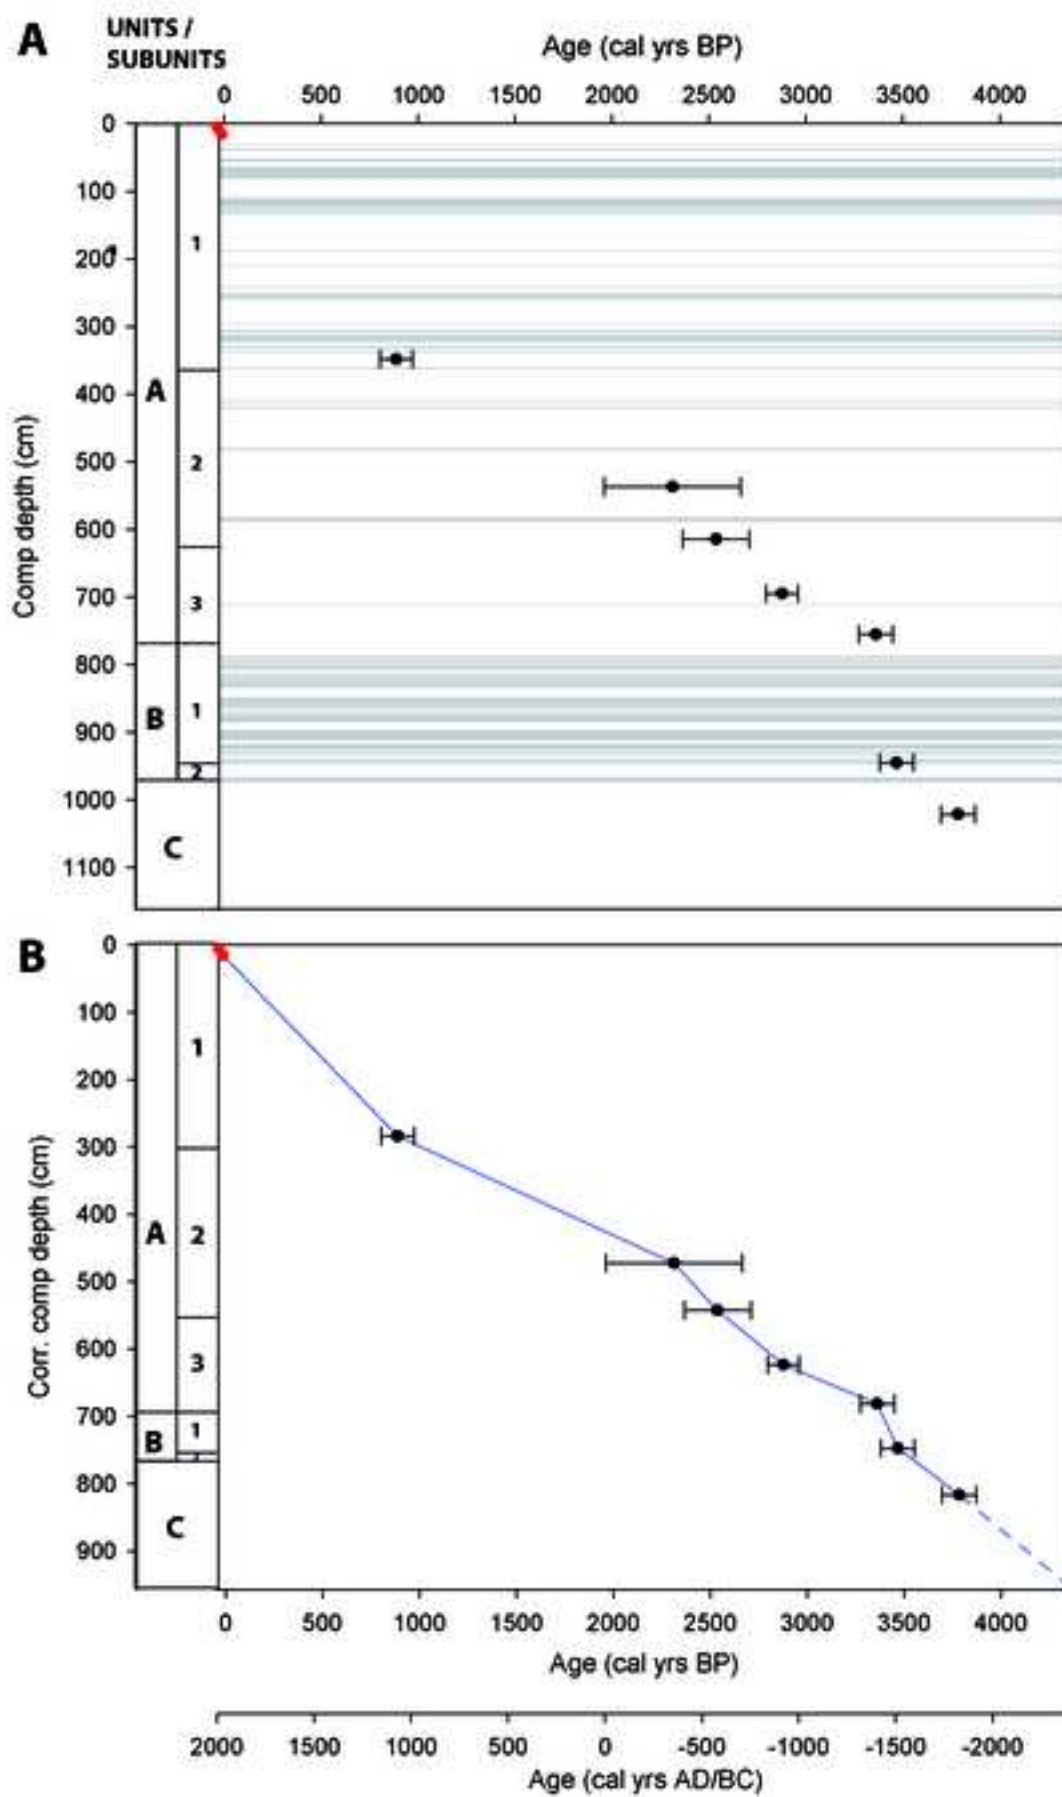 A
UNITS /
SUBUNITS
Age (cal yrs BP)
0 500 1000 1500 2000 2500 3000 3500 4000
Comp depth (cm)
0
100
200
300
400
500
600
700
800
900
1000
1100
A
B
C
1
2
3
1
2
B
Corr. comp depth (cm)
0
100
200
300
400
500
600
700
800
900
A
B
C
1
2
3
1
0 500 1000 1500 2000 2500 3000 3500 4000
Age (cal yrs BP)
2000 1500 1000 500 0 -500 -1000 -1500 -2000
Age (cal yrs AD/BC)